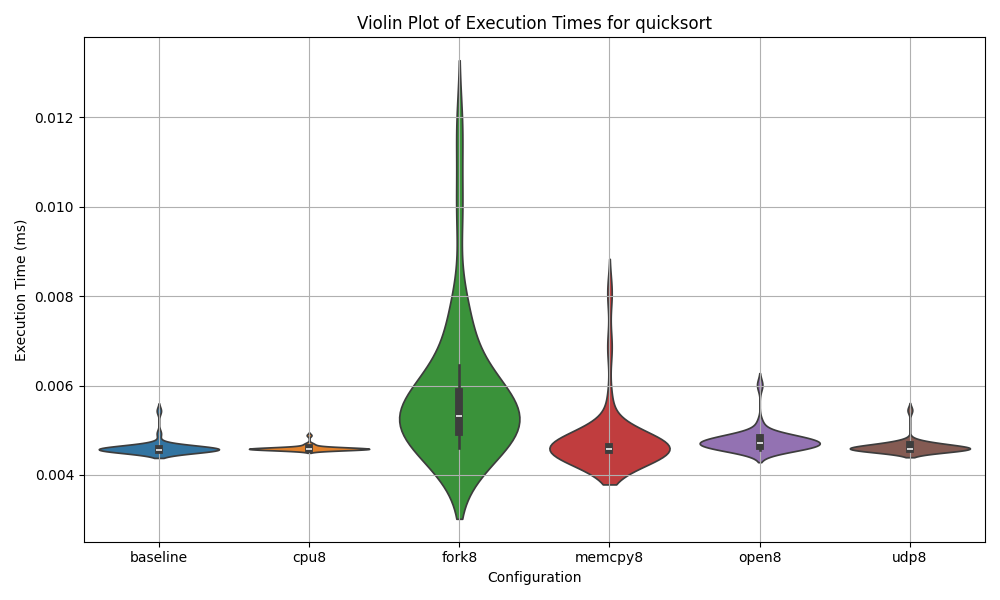 Violin Plot of Execution Times for quicksort
Execution Time (ms)
0.012
0.010
0.008
0.006
0.004
baseline cpu8 fork8 memcpy8 open8 udp8
Configuration